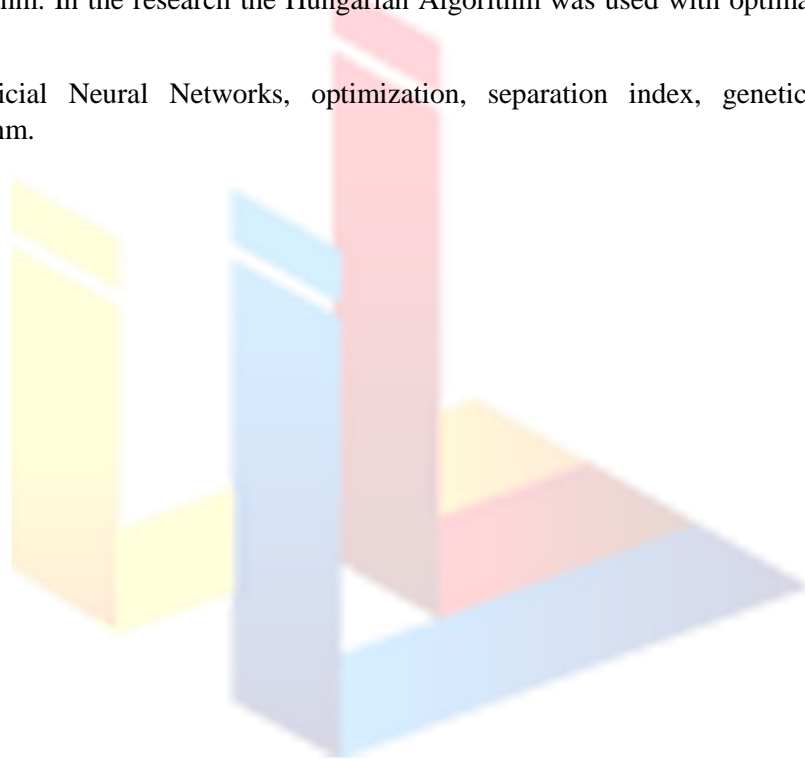 In the research the Hungarian Algorithm was used with
Neural Networks, optimization, separation index, genetic